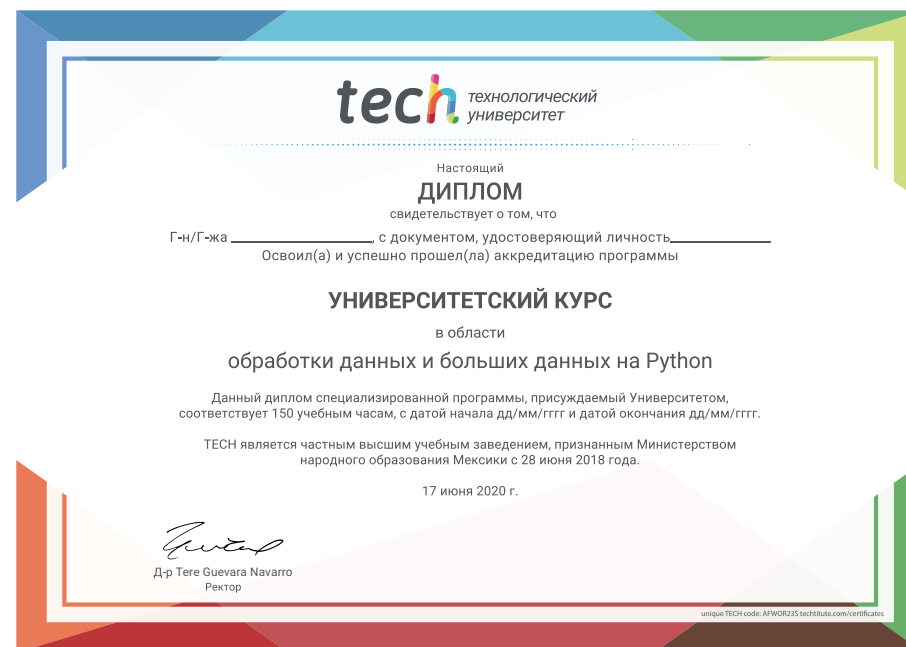 tech технологический
университет
Настоящий
ДИПЛОМ
свидетельствует о том, что
Г-н/Г-жа ____________________, с документом, удостоверяющий личность______________
Освоил(а) и успешно прошел(ла) аккредитацию программы
УНИВЕРСИТЕТСКИЙ КУРС
в области
обработки данных и больших данных на Python
Данный диплом специализированной программы, присуждаемый Университетом,
соответствует 150 учебным часам, с датой начала дд/мм/гггг и датой окончания дд/мм/гггг.
TECH является частным высшим учебным заведением, признанным Министерством
народного образования Мексики с 28 июня 2018 года.
17 июня 2020 г.
Д-р Tere Guevara Navarro
Ректор
unique TECH code: AFWOR23S techtitute.com/certificates